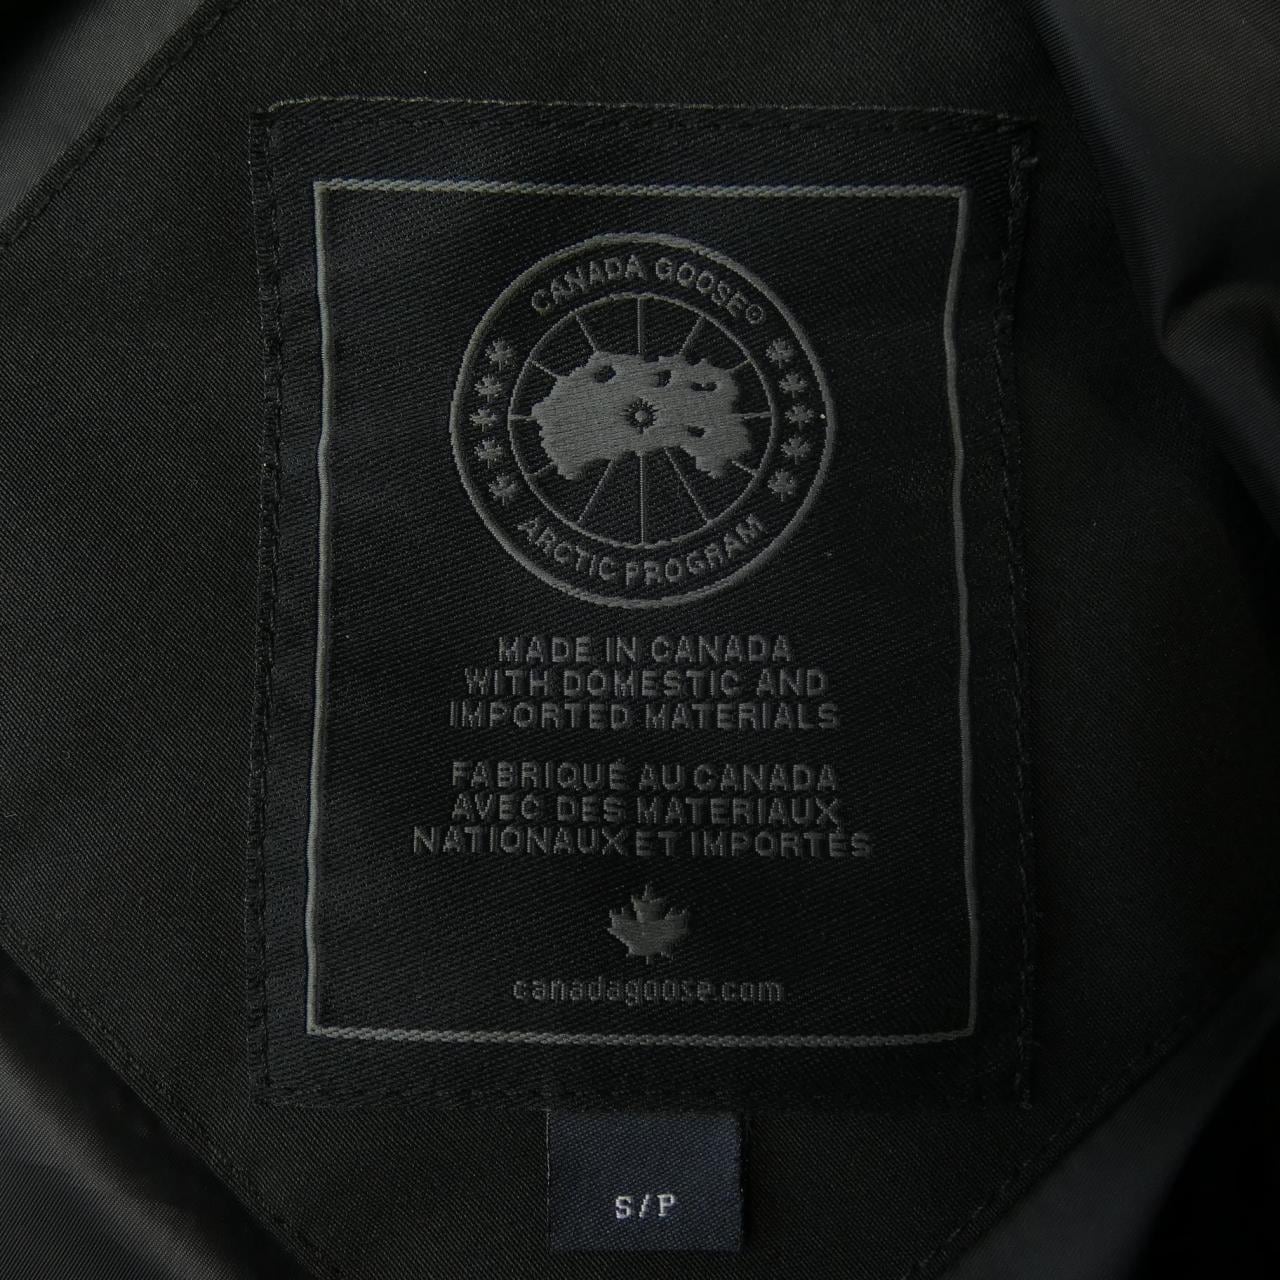 CANADA GOOSE®
ARCTIC PROGRAM
MADE IN CANADA
WITH DOMESTIC AND
IMPORTED MATERIALS
FABRIQUÉ AU CANADA
AVEC DES MATERIAUX
NATIONAUX ET IMPORTÉS
canadagoose.com
S/P